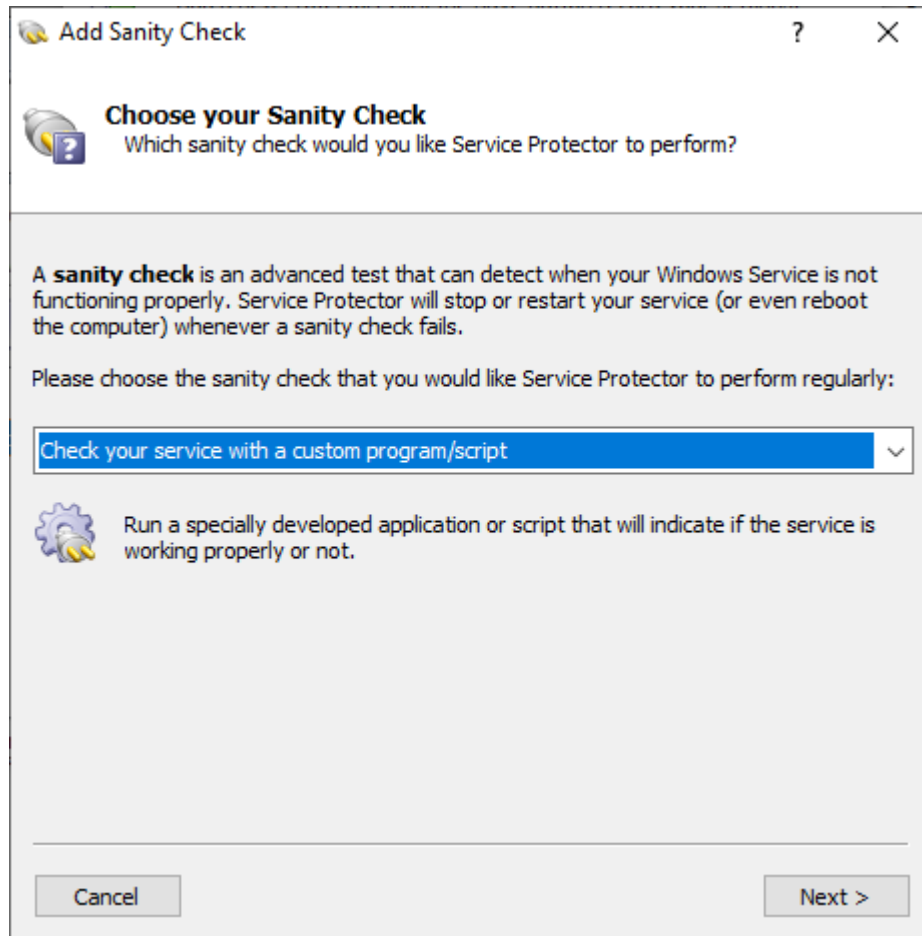 Add Sanity Check
?
Choose your Sanity Check
Which sanity check would you like Service Protector to perform?
A sanity check is an advanced test that can detect when your Windows Service is not
functioning properly. Service Protector will stop or restart your service (or even reboot
the computer) whenever a sanity check fails.
Please choose the sanity check that you would like Service Protector to perform regularly:
Check your service with a custom program/script
Run a specially developed application or script that will indicate if the service is
working properly or not.
Cancel
Next >